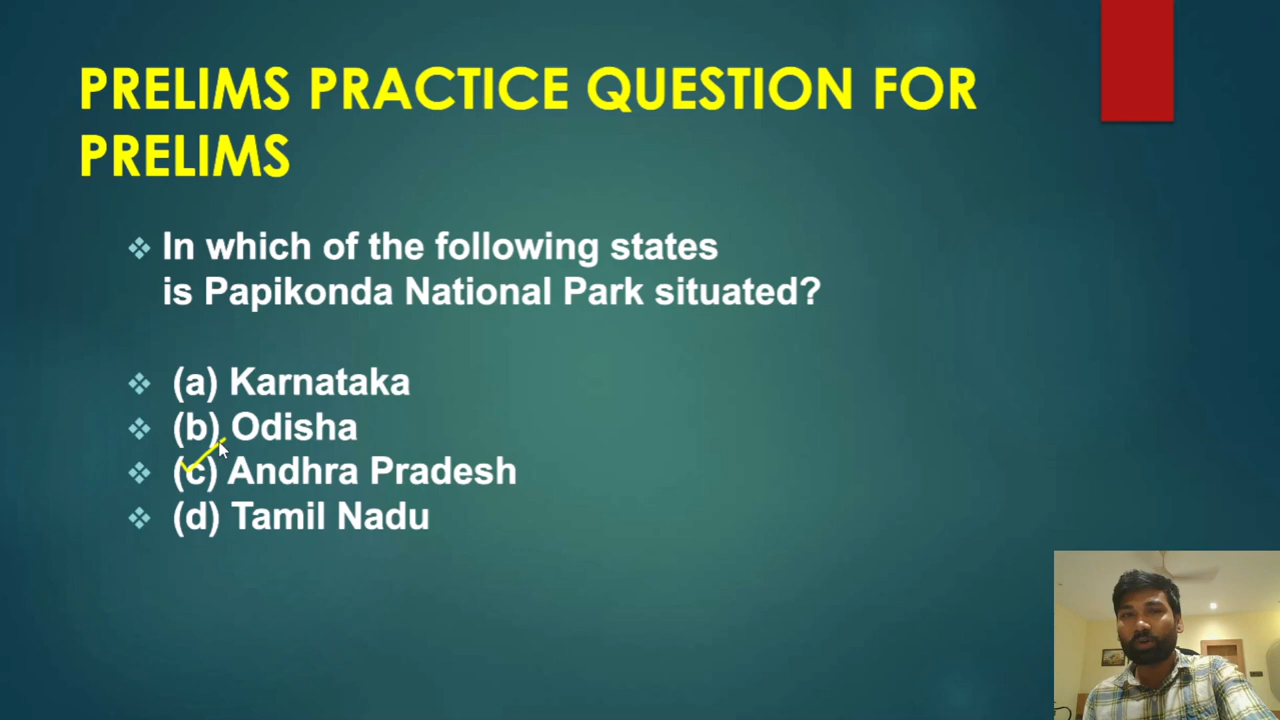 PRELIMS PRACTICE QUESTION FOR
PRELIMS
In which of the following states
is Papikonda National Park situated?
(a) Karnataka
(b) Odisha
(c) Andhra Pradesh
(d) Tamil Nadu